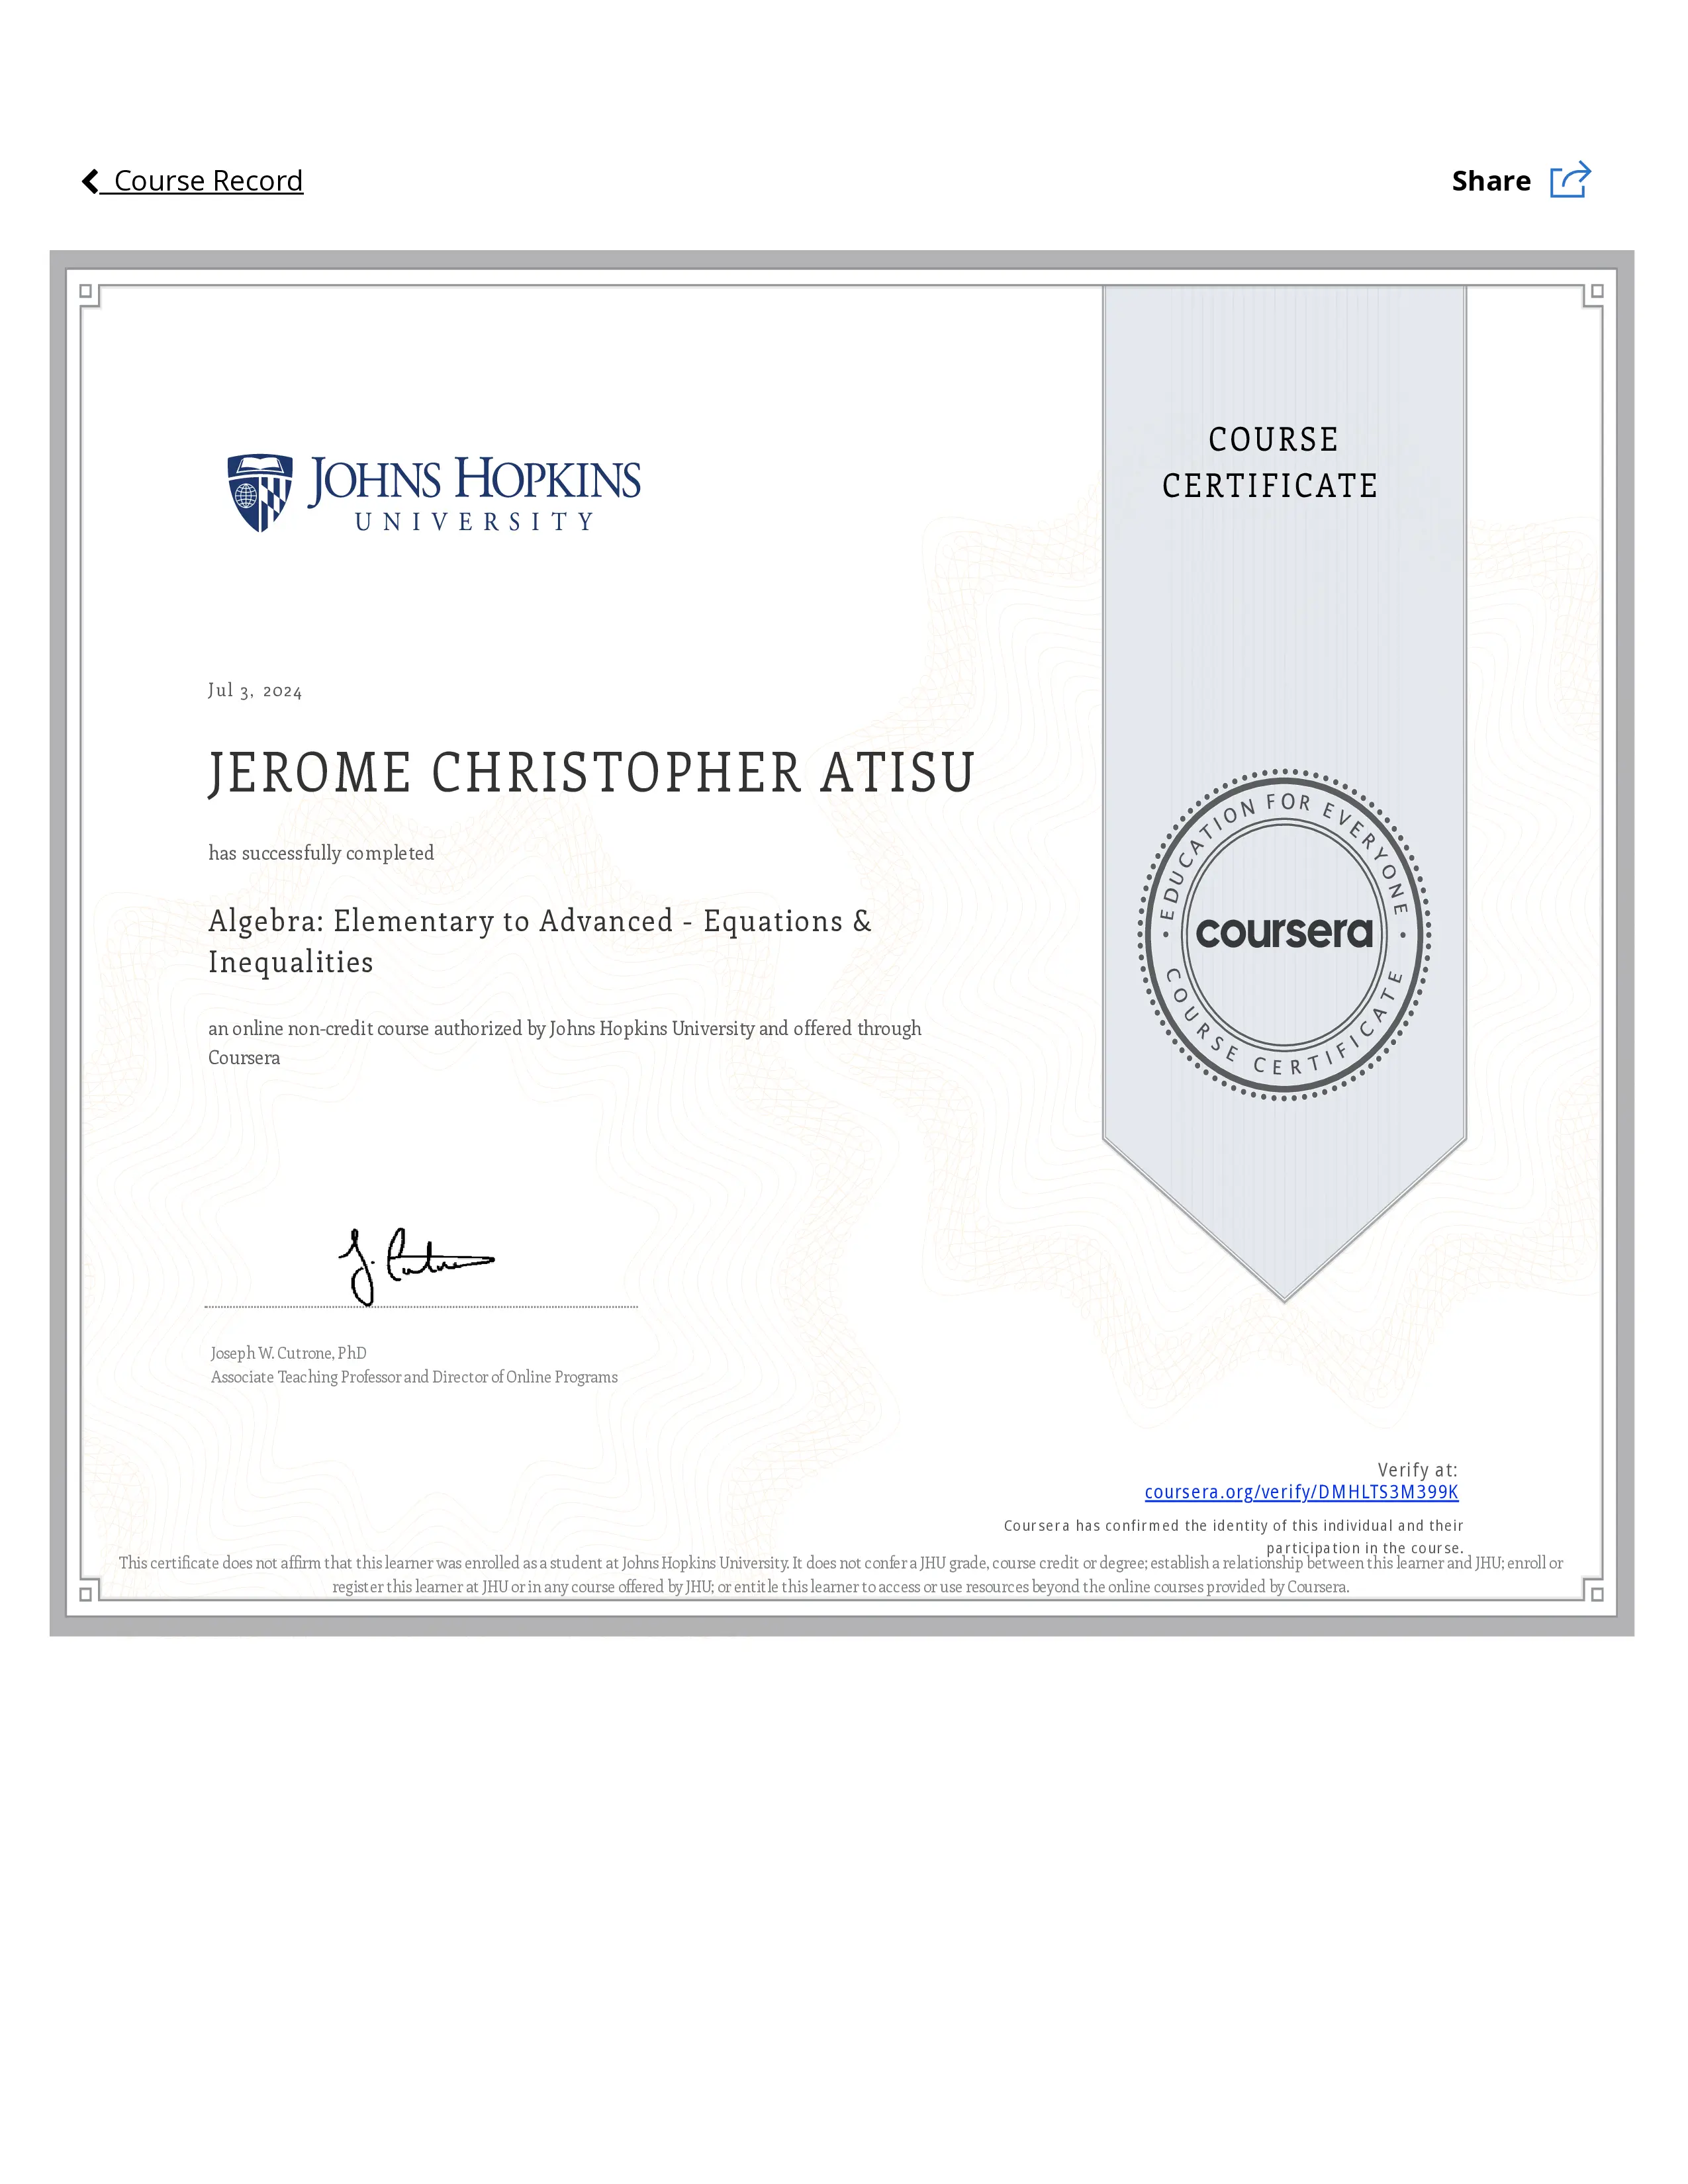 Course Record
Share
COURSE
CERTIFICATE
JOHNS HOPKINS
UNIVERSITY
Jul 3, 2024
JEROME CHRISTOPHER ATISU
has successfully completed
Algebra: Elementary to Advanced - Equations &
Inequalities
an online non-credit course authorized by Johns Hopkins University and offered through
Coursera
EDUCATION FOR EVERYONE
coursera
COURSE CERTIFICATE
J. Cutrone
Joseph W. Cutrone, PhD
Associate Teaching Professor and Director of Online Programs
Verify at:
coursera.org/verify/DMHLTS3M399K
Coursera has confirmed the identity of this individual and their
participation in the course.
This certificate does not affirm that this learner was enrolled as a student at Johns Hopkins University. It does not confer a JHU grade, course credit or degree; establish a relationship between this learner and JHU; enroll or
register this learner at JHU or in any course offered by JHU; or entitle this learner to access or use resources beyond the online courses provided by Coursera.